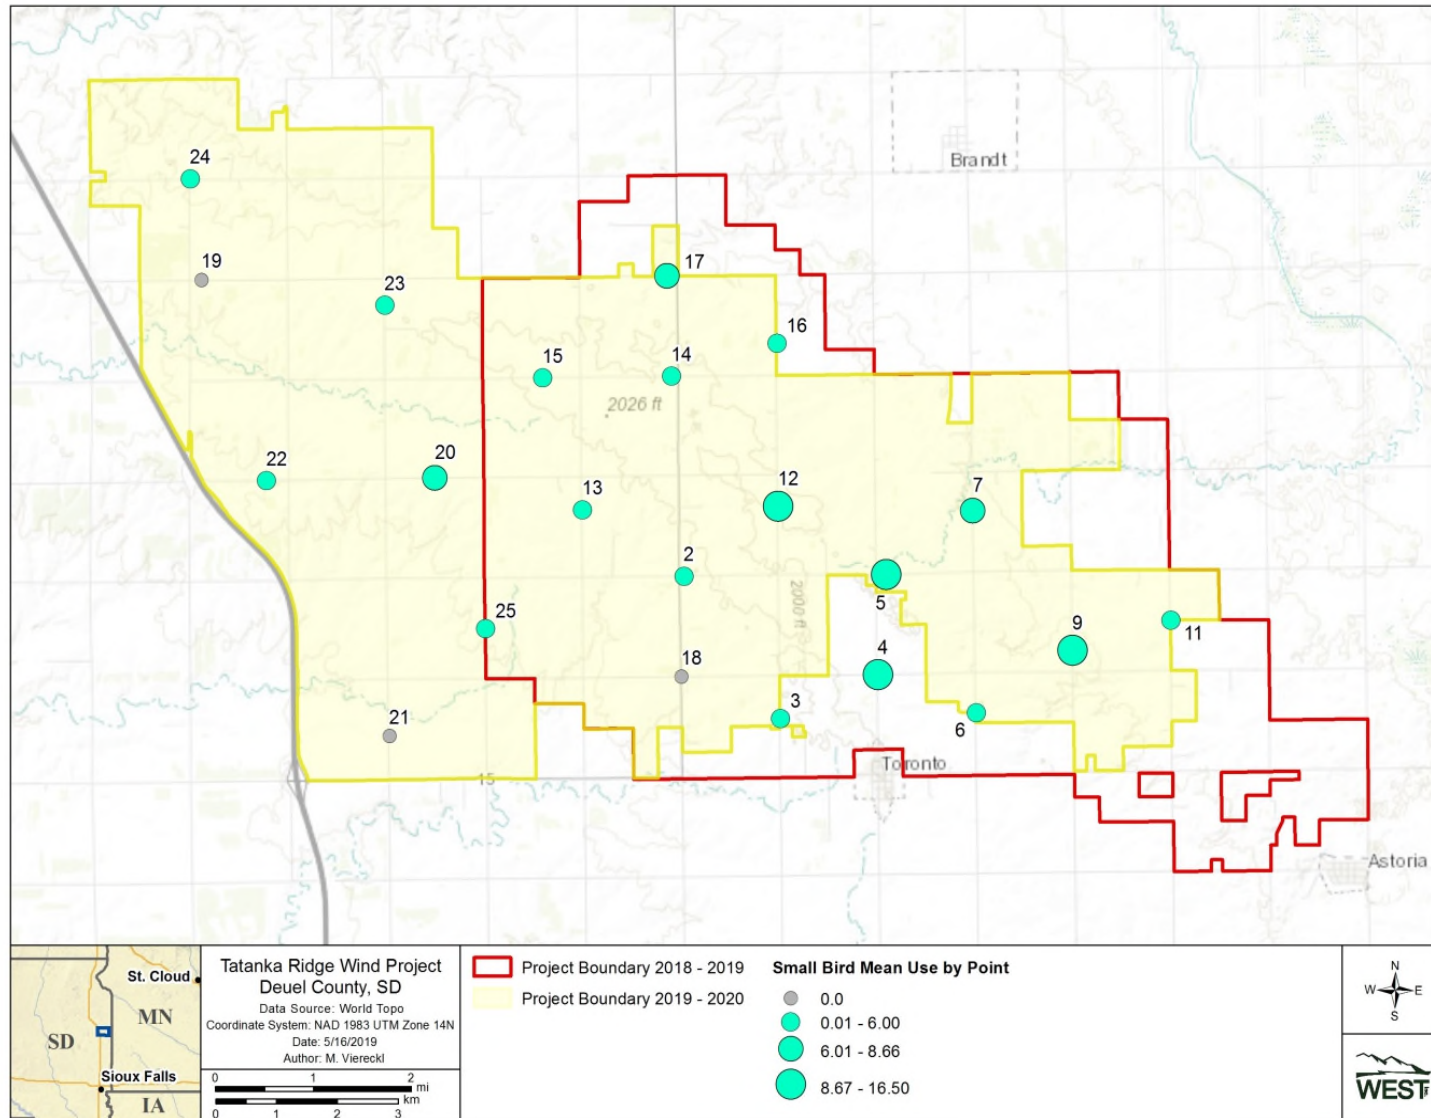 Brandt
24
17
19
23
16
15
14
2026 ft
22
20
13
12
7
2
5
2000 ft
25
11
9
4
18
3
6
21
Toronto
15
Astoria
St. Cloud
MN
SD
Sioux Falls
IA
Tatanka Ridge Wind Project
Deuel County, SD
Data Source: World Topo
Coordinate System: NAD 1983 UTM Zone 14N
Date: 5/16/2019
Author: M. Viereckl
0 1 2
mi
km
0 1 2 3
Project Boundary 2018 - 2019
Project Boundary 2019 - 2020
Small Bird Mean Use by Point
0.0
0.01 - 6.00
6.01 - 8.66
8.67 - 16.50
N
W E
S
WEST